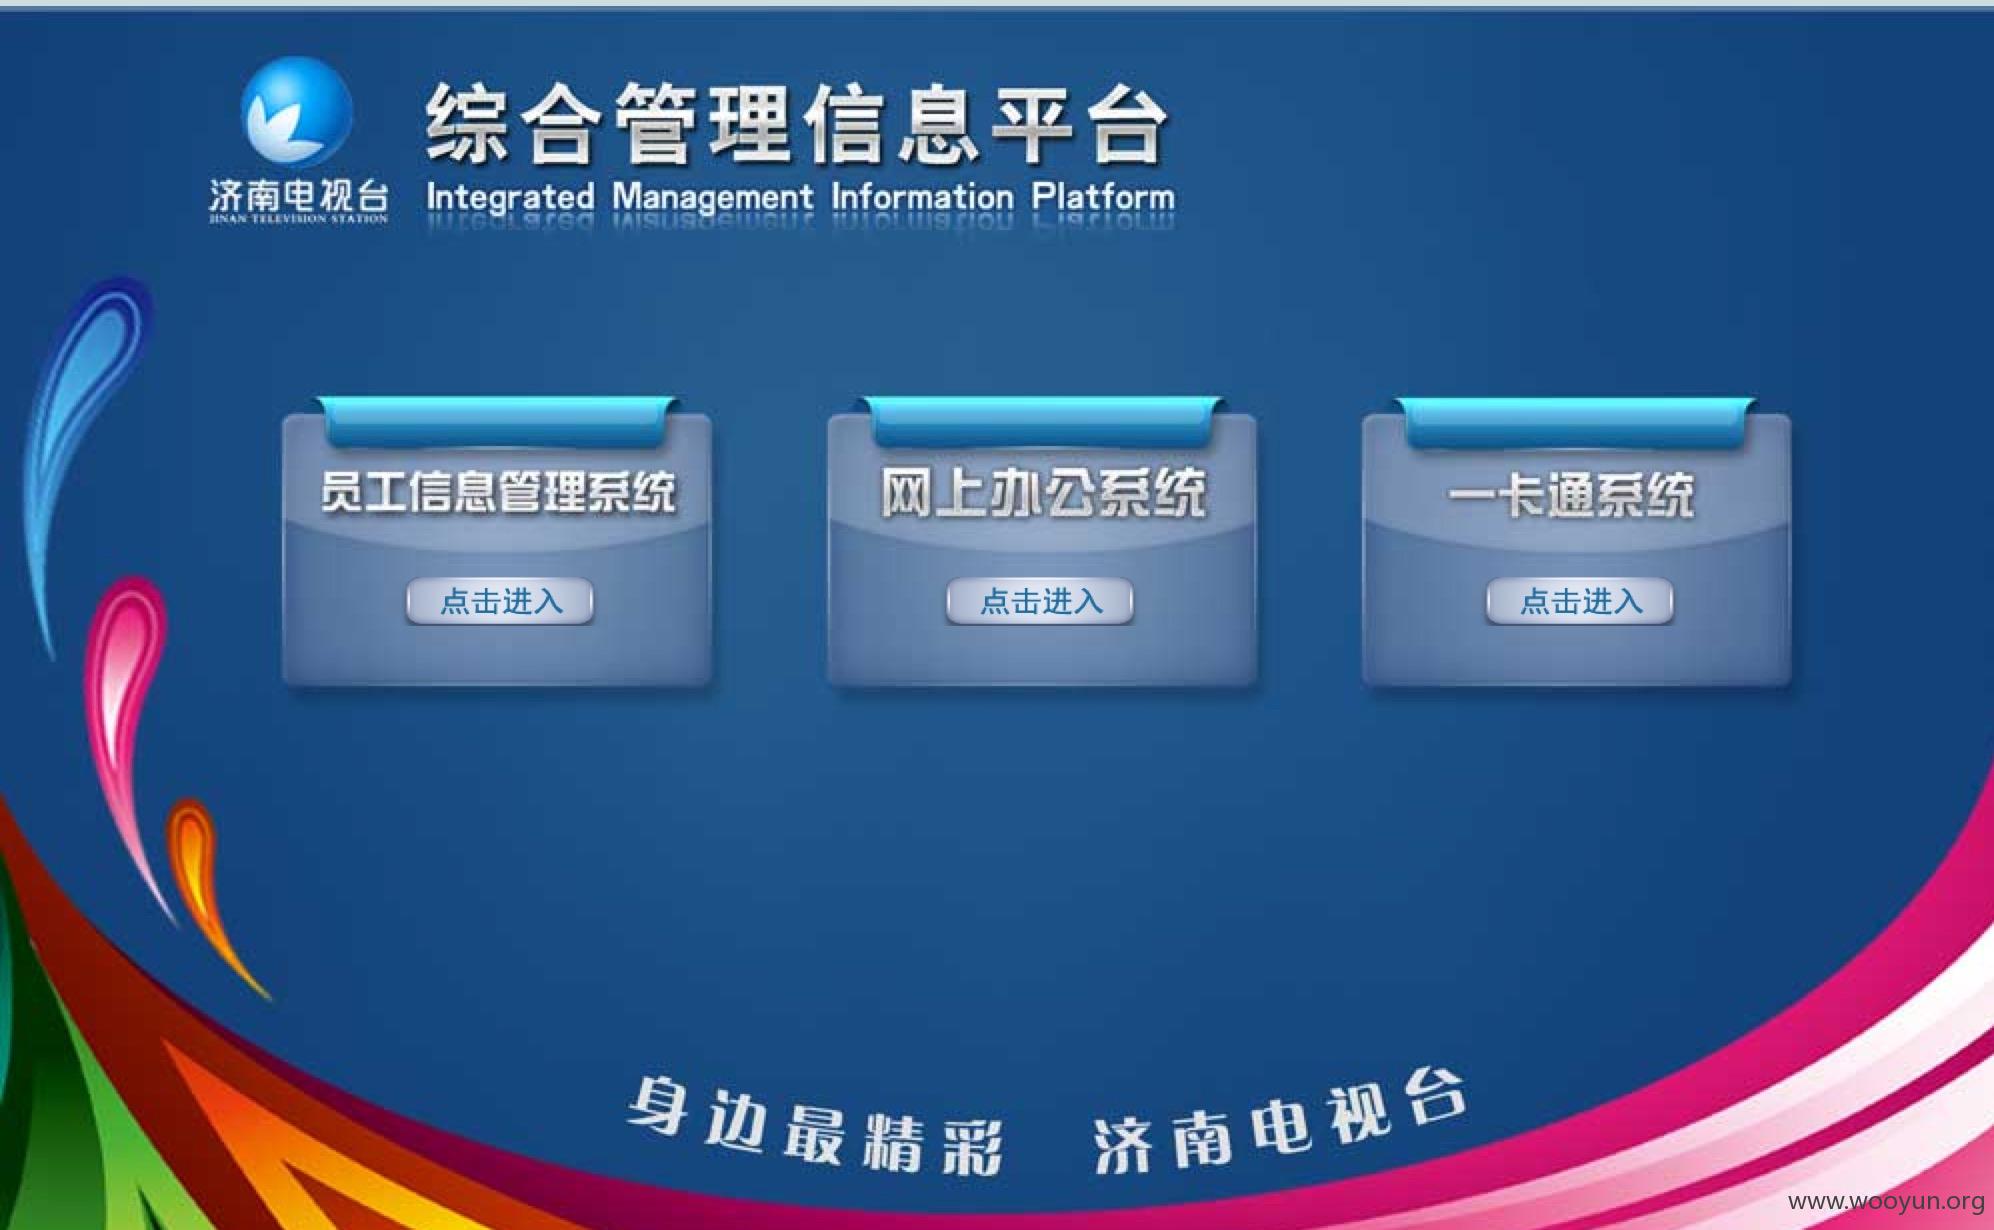 济南电视台
JINAN TELEVISION STATION
综合管理信息平台
Integrated Management Information Platform
员工信息管理系统
点击进入
网上办公系统
点击进入
一卡通系统
点击进入
身边最精彩 济南电视台
www.wooyun.org